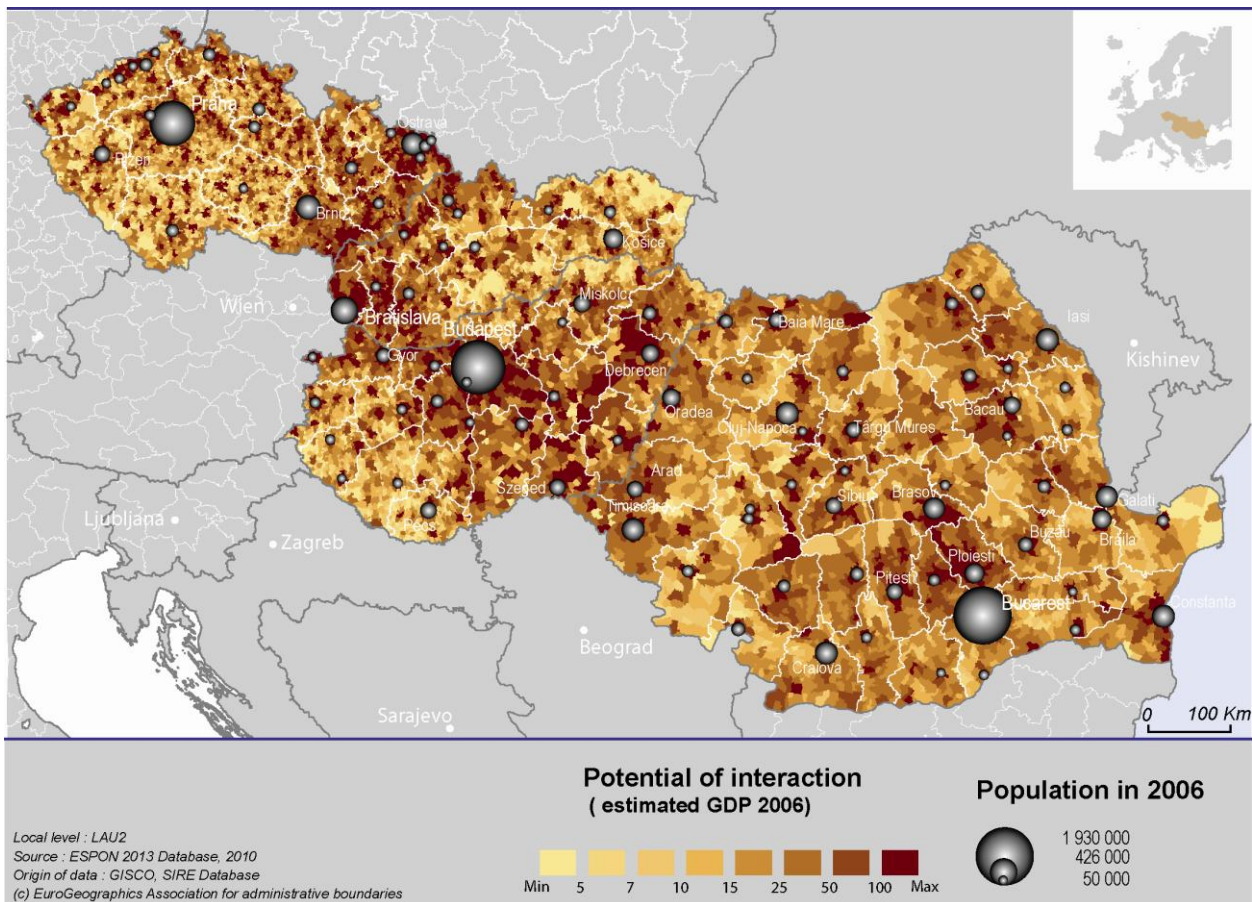 Praha
Ostrava
Plzen
Brno
Košice
Wien
Bratislava
Miskolc
Budapest
Baia Mare
Iasi
Kishinev
Gyor
Debrecen
Oradea
Bacau
Cluj-Napoca
Târgu Mures
Arad
Szeged
Sibiu
Brasov
Galati
Timisoara
Pecs
Ljubljana
Zagreb
Buzau
Braila
Ploiesti
Pitesti
Bucarest
Constanta
Beograd
Craiova
Sarajevo
0 100 Km
Potential of interaction
( estimated GDP 2006)
Population in 2006
1 930 000
426 000
50 000
Local level : LAU2
Source : ESPON 2013 Database, 2010
Origin of data : GISCO, SIRE Database
(c) EuroGeographics Association for administrative boundaries
Min 5 7 10 15 25 50 100 Max